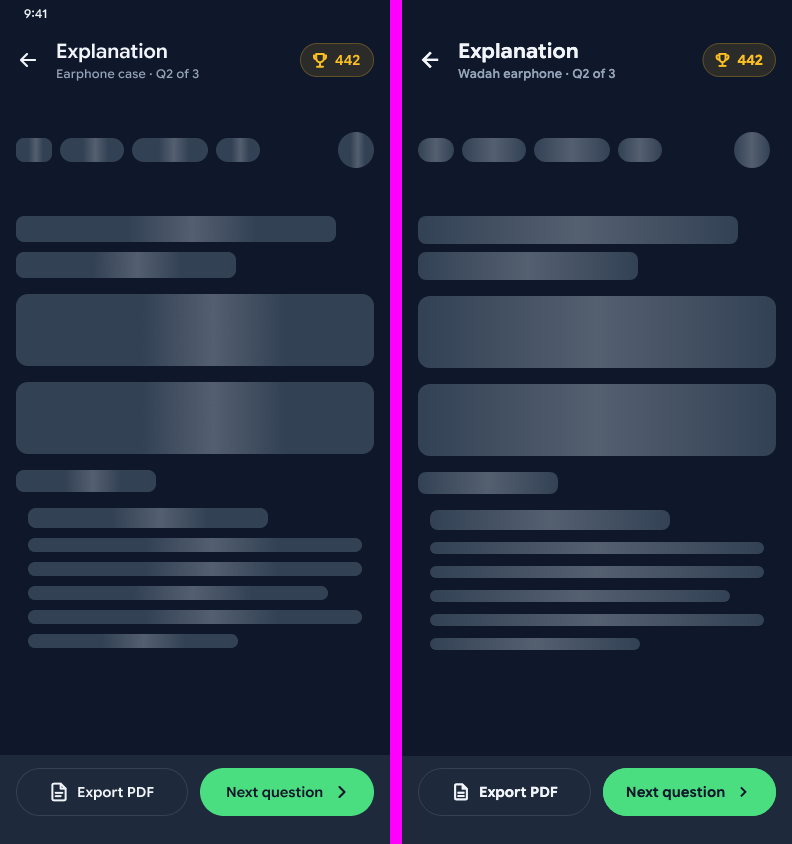 9:41
Explanation
Earphone case · Q2 of 3
442
Export PDF
Next question
Explanation
Wadah earphone · Q2 of 3
442
Export PDF
Next question